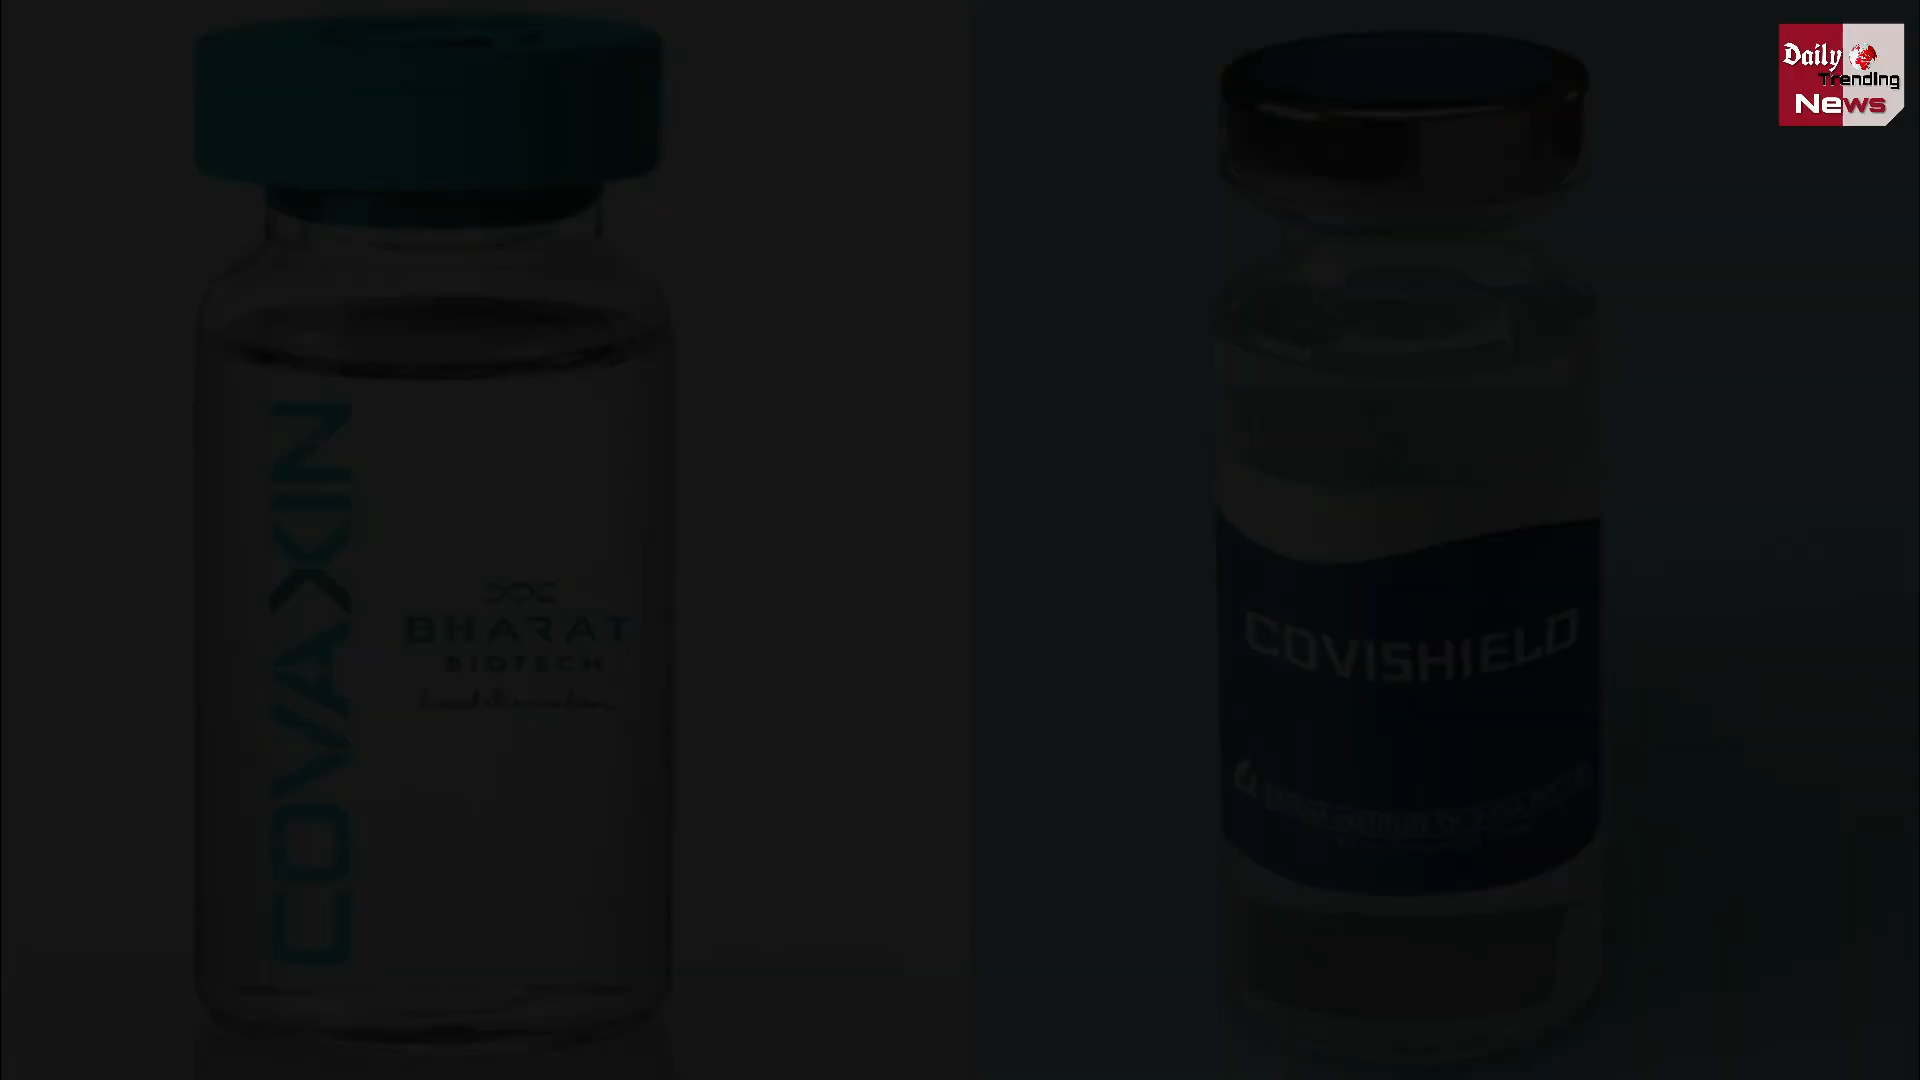 Daily
Trending
News
COVAXIN
BHARAT
BIOTECH
COVISHIELD